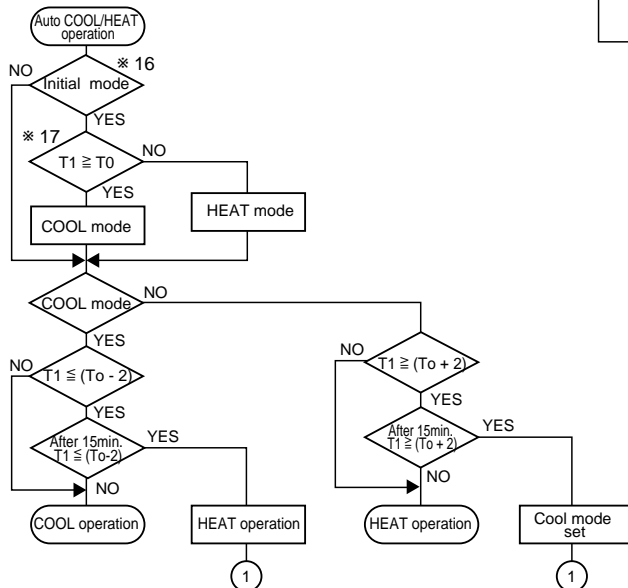 Auto COOL/HEAT
operation
NO
※ 16
Initial mode
YES
※ 17
T1 ≧ T0
NO
YES
COOL mode
HEAT mode
COOL mode
NO
YES
NO
T1 ≦ (To - 2)
YES
After 15min.
T1 ≦ (To-2)
YES
NO
COOL operation
HEAT operation
1
NO
T1 ≧ (To + 2)
YES
After 15min.
T1 ≧ (To + 2)
YES
NO
HEAT operation
Cool mode
set
1